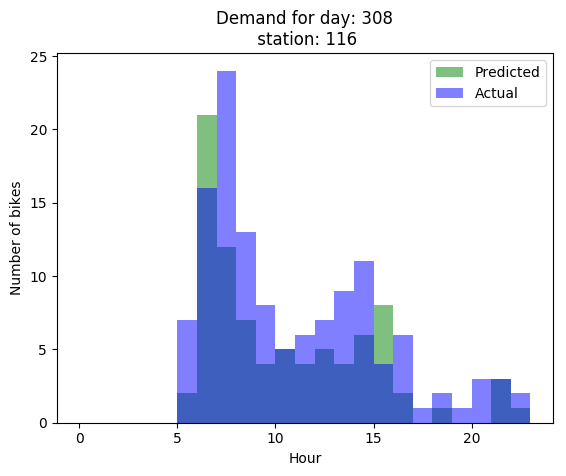 Demand for day: 308
station: 116
25
20
15
10
5
0
Number of bikes
Predicted
Actual
0
5
10
15
20
Hour